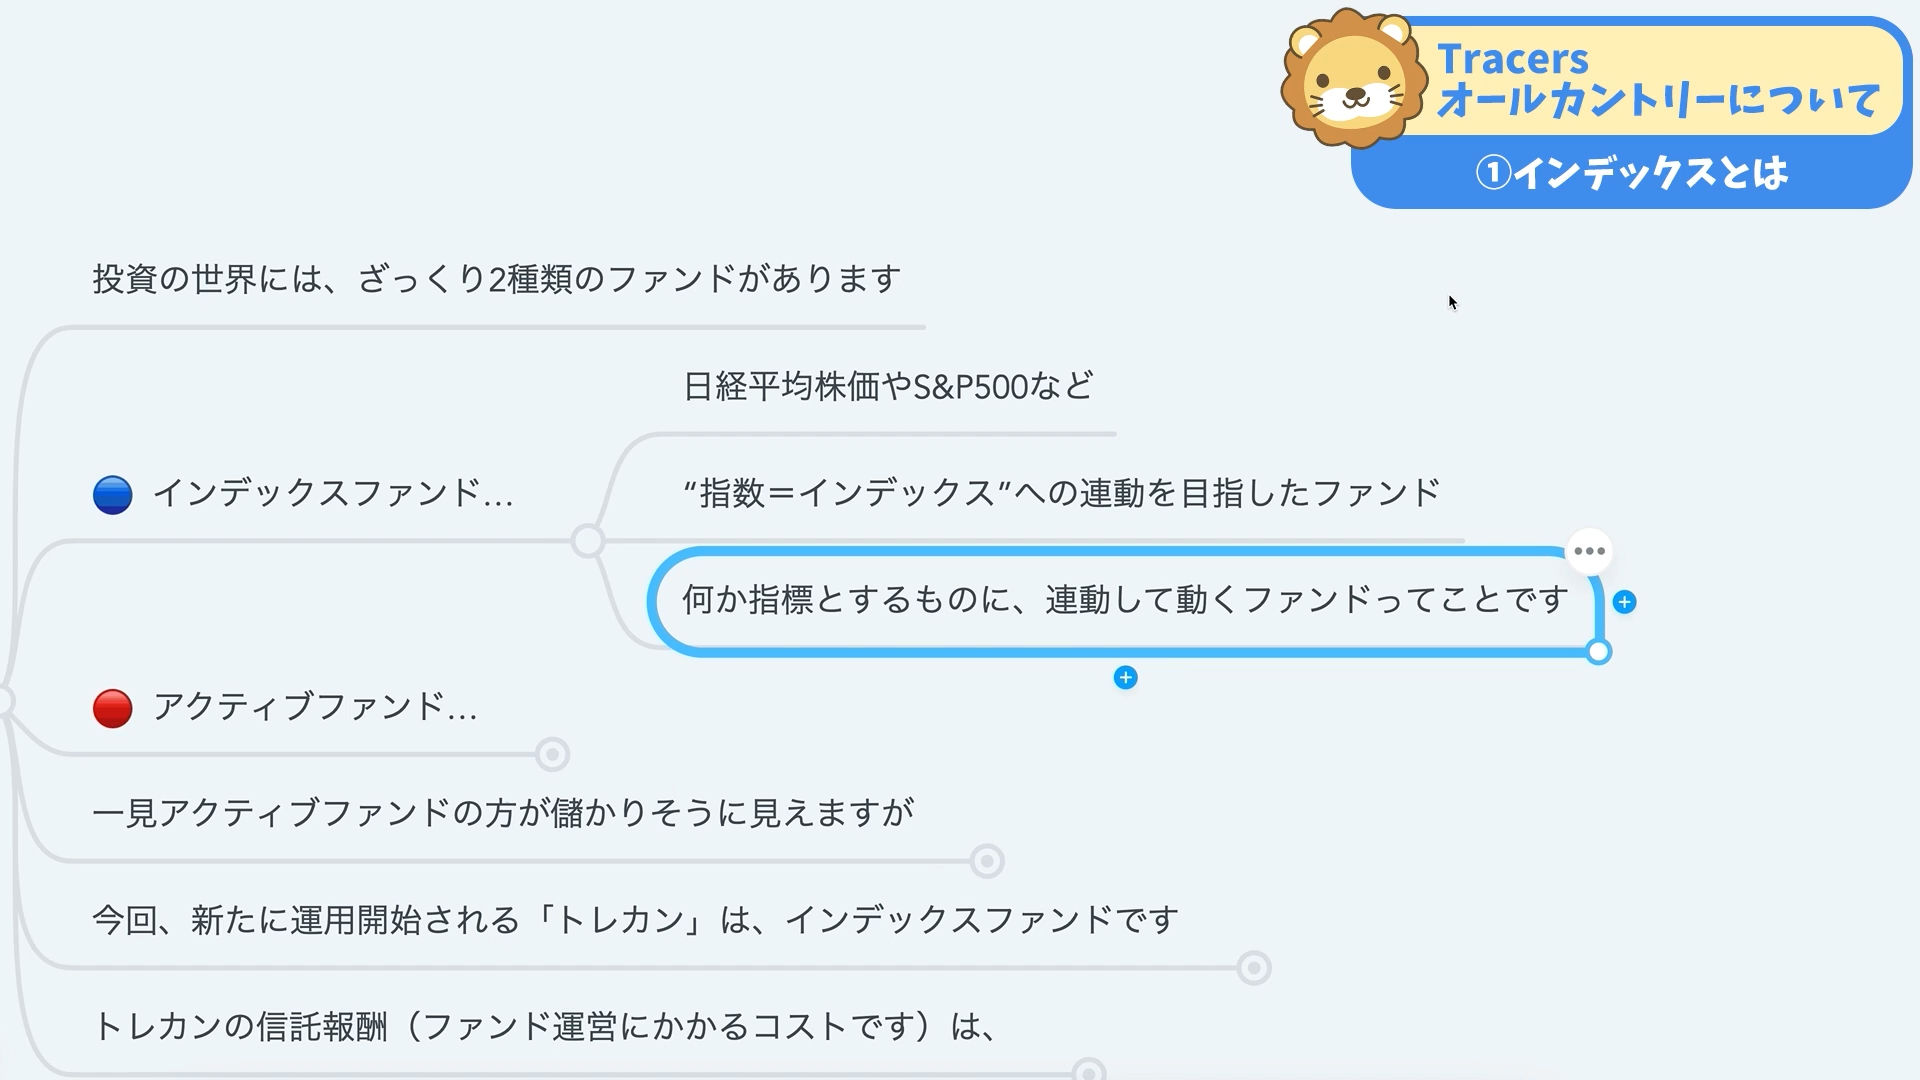 Tracers
オールカントリーについて
①インデックスとは
投資の世界には、ざっくり2種類のファンドがあります
日経平均株価やS&P500など
インデックスファンド…
“指数＝インデックス”への連動を目指したファンド
何か指標とするものに、連動して動くファンドってことです
アクティブファンド…
一見アクティブファンドの方が儲かりそうに見えますが
今回、新たに運用開始される「トレカン」は、インデックスファンドです
トレカンの信託報酬（ファンド運営にかかるコストです）は、